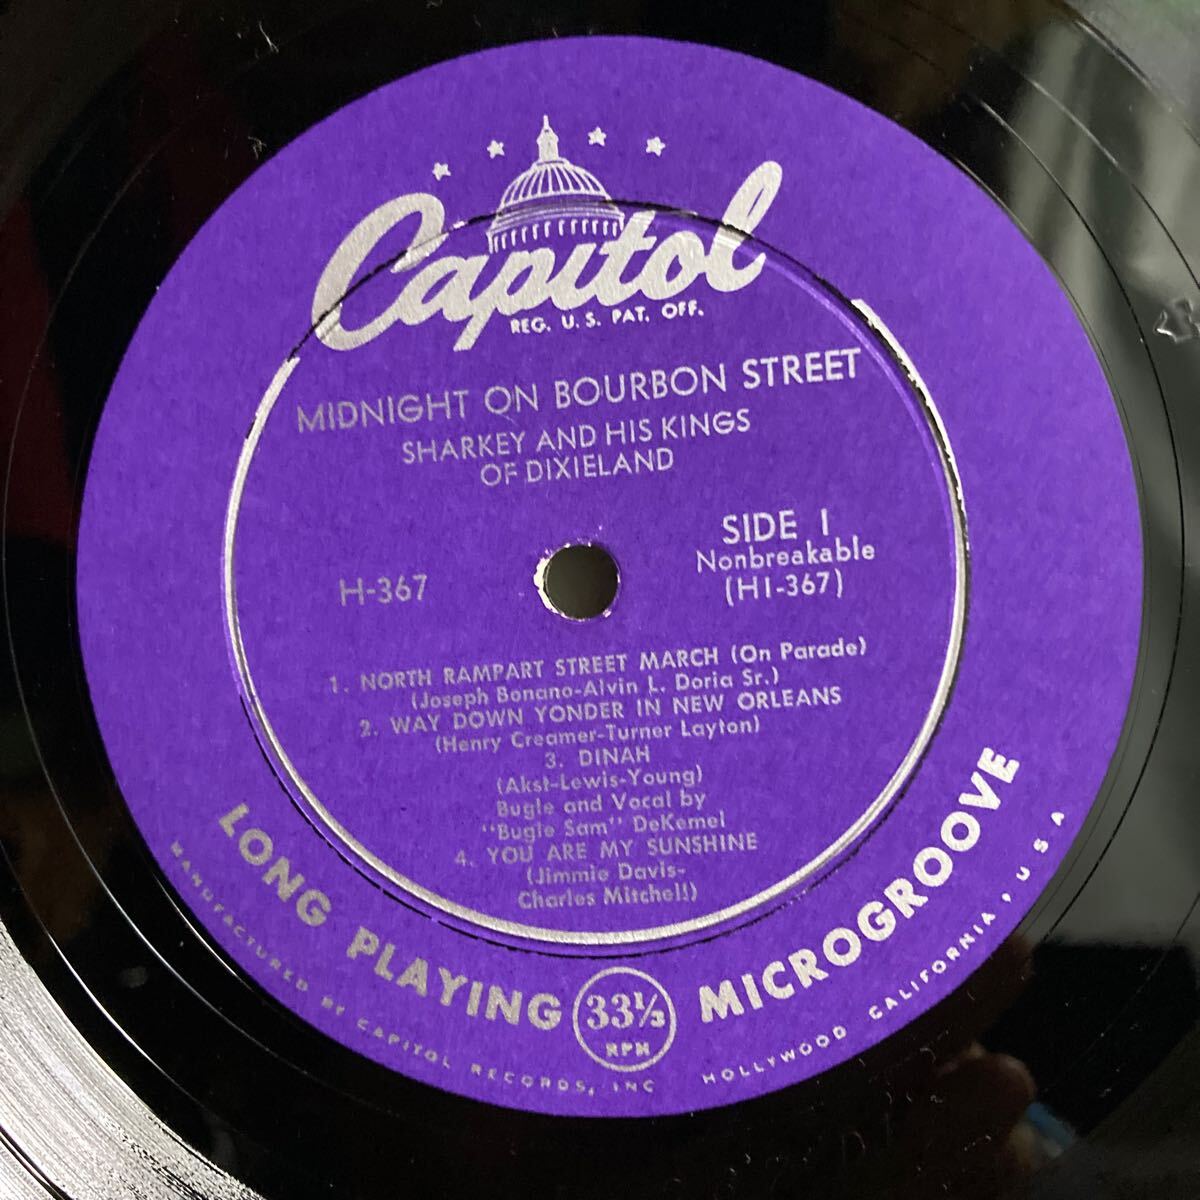 Capitol
REG. U.S. PAT. OFF.
MIDNIGHT ON BOURBON STREET
SHARKEY AND HIS KINGS
OF DIXIELAND
SIDE 1
Nonbreakable
H-367
(H1-367)
1. NORTH RAMPART STREET MARCH (On Parade)
(Joseph Bonano-Alvin L. Doria Sr.)
2. WAY DOWN YONDER IN NEW ORLEANS
(Henry Creamer-Turner Layton)
3. DINAH
(Akst-Lewis-Young)
Bugle and Vocal by
"Bugle Sam" DeKemel
4. YOU ARE MY SUNSHINE
(Jimmie Davis-
Charles Mitchell)
LONG PLAYING 33⅓ RPM MICROGROOVE
MANUFACTURED BY CAPITOL RECORDS, INC HOLLYWOOD CALIFORNIA, U.S.A